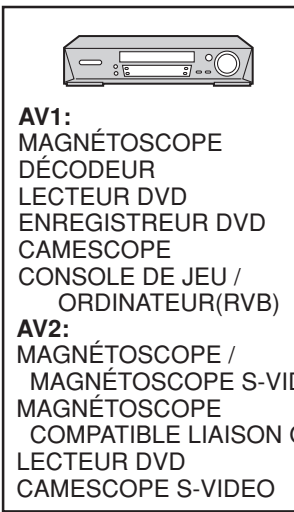 AV1:
MAGNÉTOSCOPE
DÉCODEUR
LECTEUR DVD
ENREGISTREUR DVD
CAMESCOPE
CONSOLE DE JEU /
ORDINATEUR(RVB)
AV2:
MAGNÉTOSCOPE /
MAGNÉTOSCOPE
MAGNÉTOSCOPE
COMPATIBLE LIAISON
LECTEUR DVD
CAMESCOPE S-VIDEO